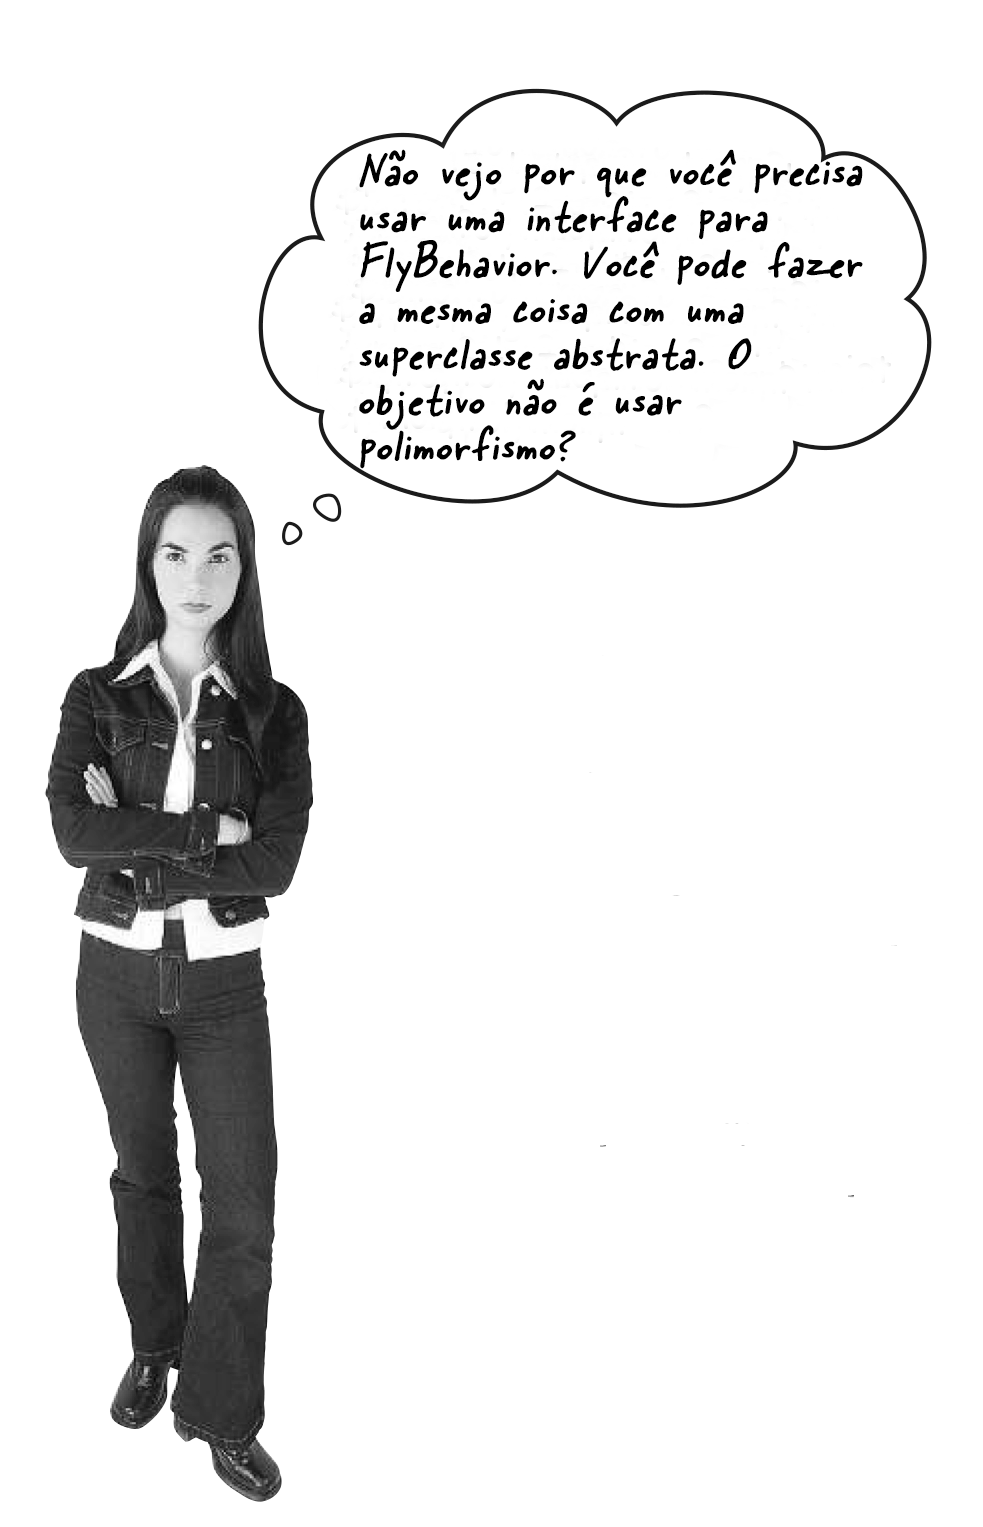 Não vejo por que você precisa
usar uma interface para
FlyBehavior. Você pode fazer
a mesma coisa com uma
superclasse abstrata. O
objetivo não é usar
polimorfismo?